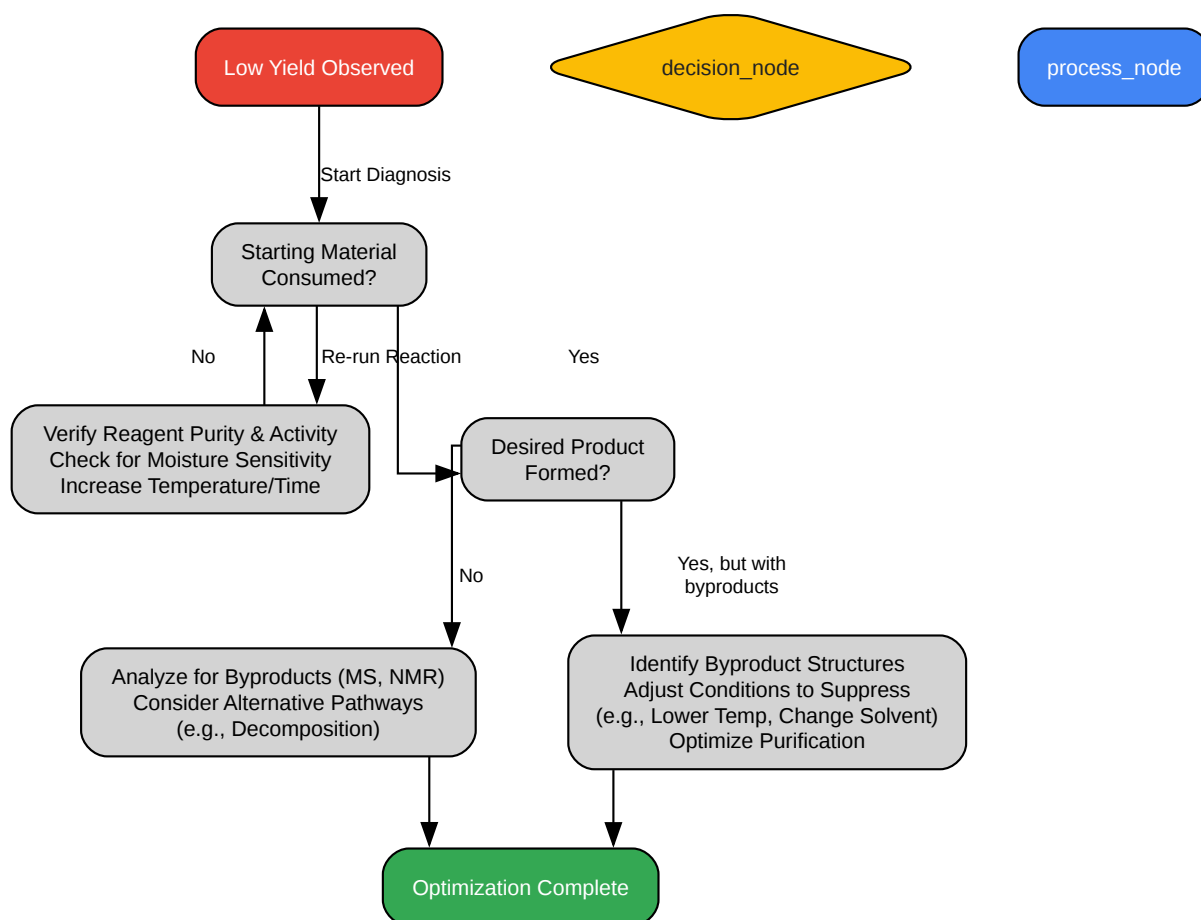 Low Yield Observed
decision_node
process_node
Start Diagnosis
Starting Material
Consumed?
No
Re-run Reaction
Yes
Verify Reagent Purity & Activity
Check for Moisture Sensitivity
Increase Temperature/Time
Desired Product
Formed?
No
Yes, but with
byproducts
Analyze for Byproducts (MS, NMR)
Consider Alternative Pathways
(e.g., Decomposition)
Identify Byproduct Structures
Adjust Conditions to Suppress
(e.g., Lower Temp, Change Solvent)
Optimize Purification
Optimization Complete